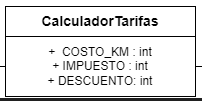 CalculadorTarifas
+ COSTO_KM : int
+ IMPUESTO : int
+ DESCUENTO: int